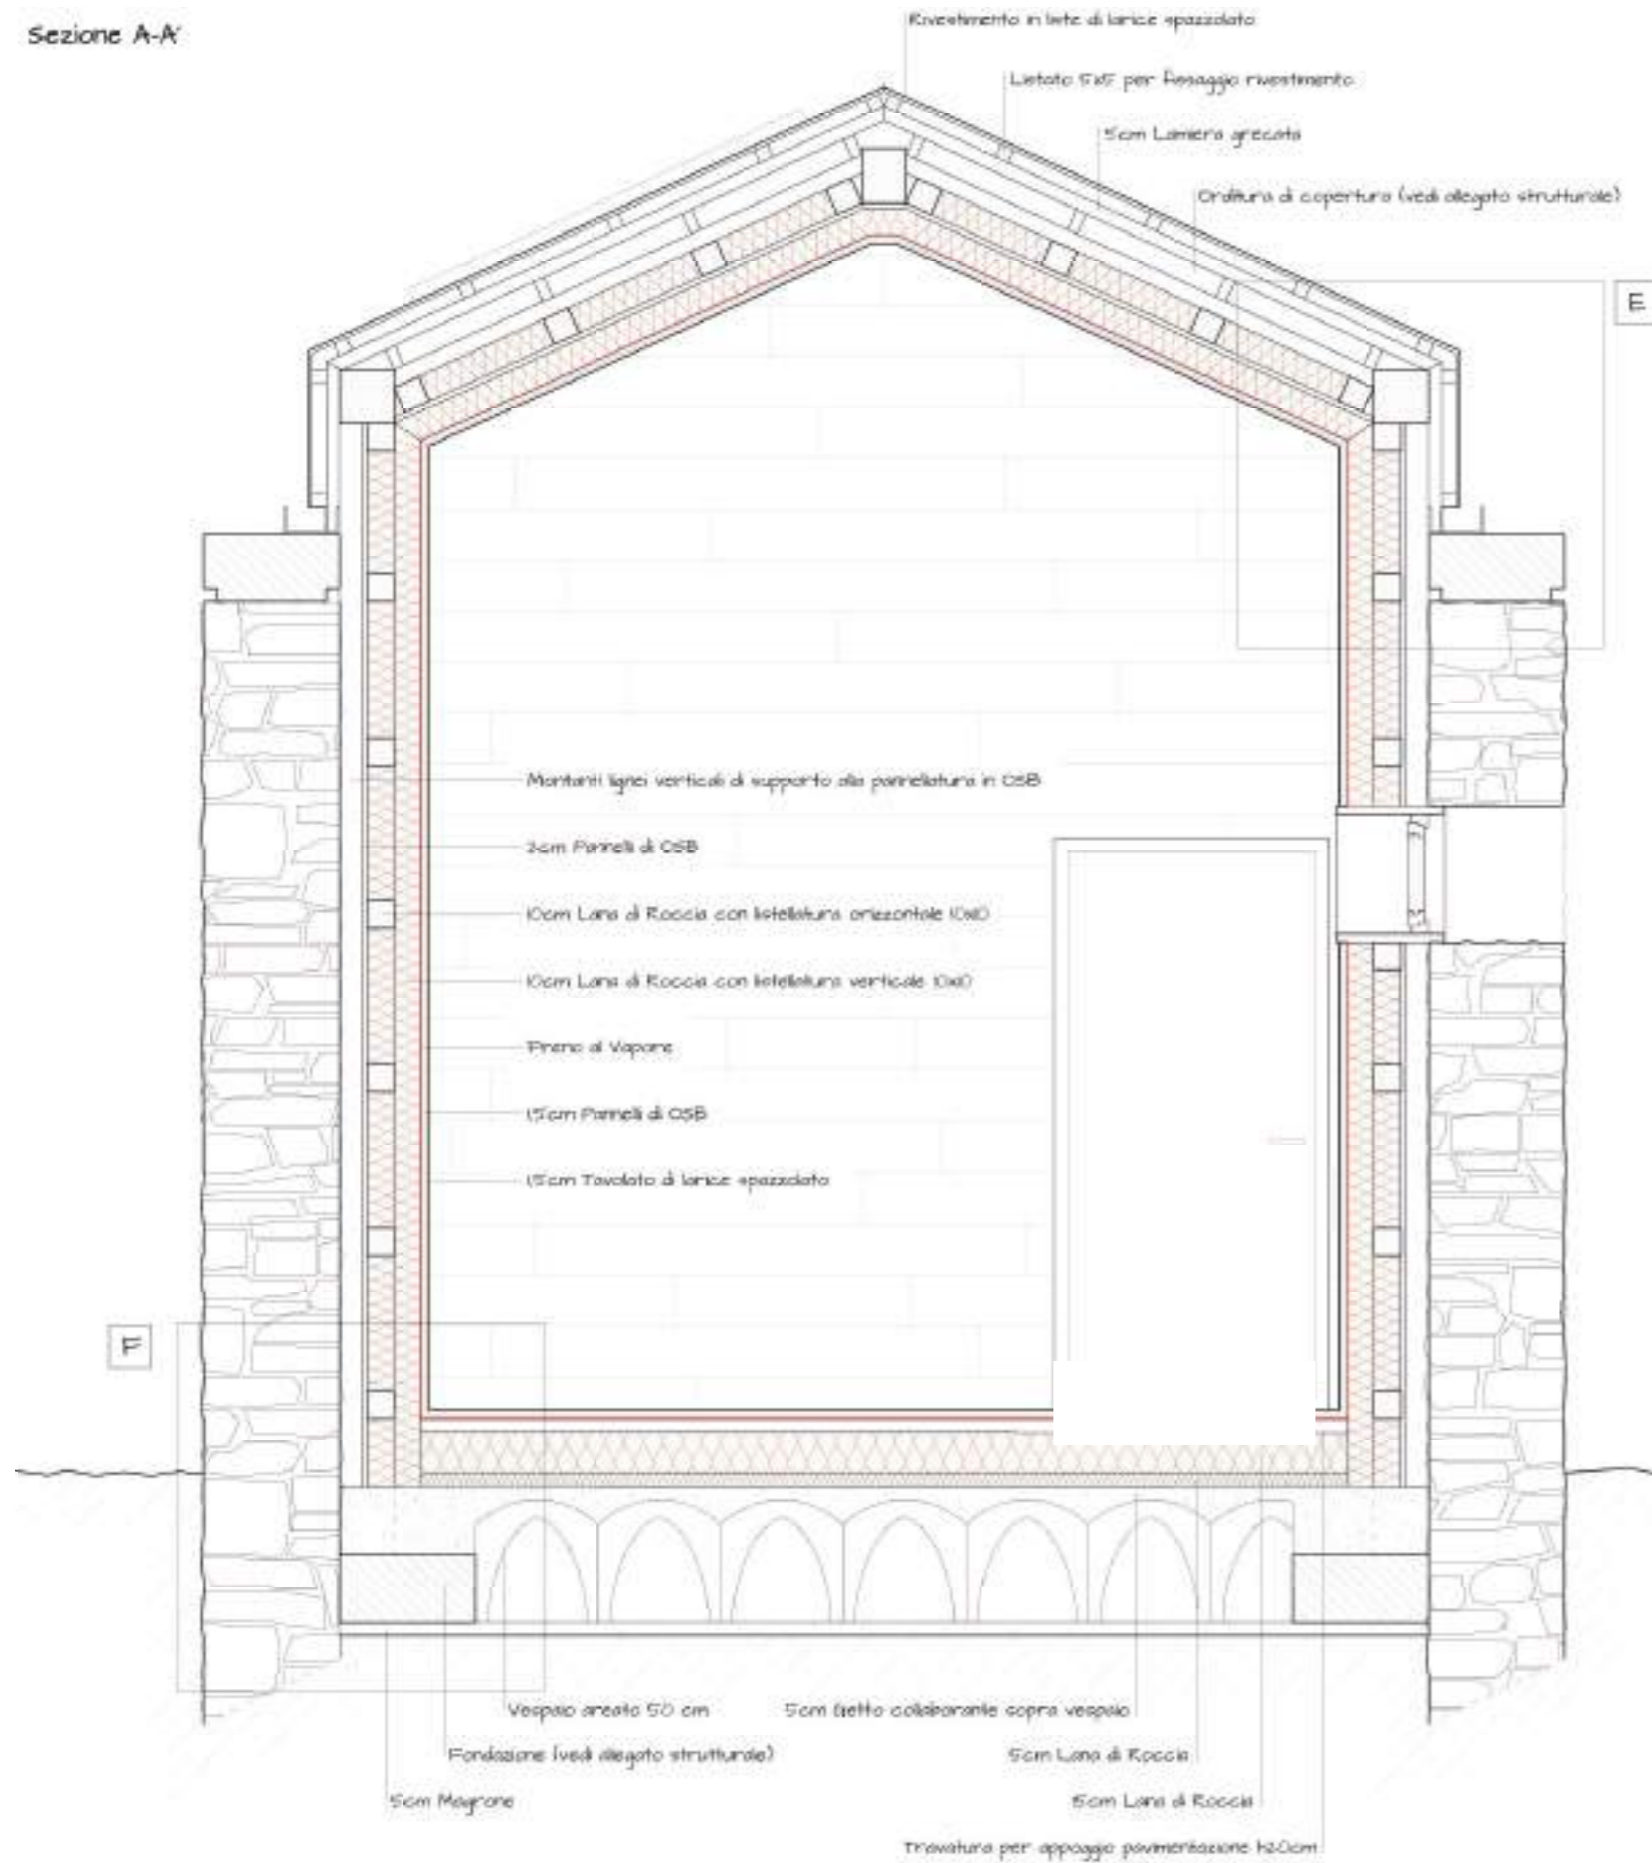 Sezione A-A'
Rivestimento in liste di larice spazzolato
Listato 5x5 per fissaggio rivestimento
5cm Lamiera grecata
Orditura di copertura (vedi allegato strutturale)
E
Montanti lignei verticali di supporto alla pannellatura in OSB
2cm Pannelli di OSB
10cm Lana di Roccia con listellatura orizzontale 10x10
10cm Lana di Roccia con listellatura verticale 10x10
Freno al Vapore
1,5cm Pannelli di OSB
1,5cm Tavolato di larice spazzolato
F
Vespaio areato 50 cm
5cm Getto collaborante sopra vespaio
Fondazione (vedi allegato strutturale)
5cm Lana di Roccia
5cm Magrone
15cm Lana di Roccia
Travatura per appoggio pavimentazione h20cm